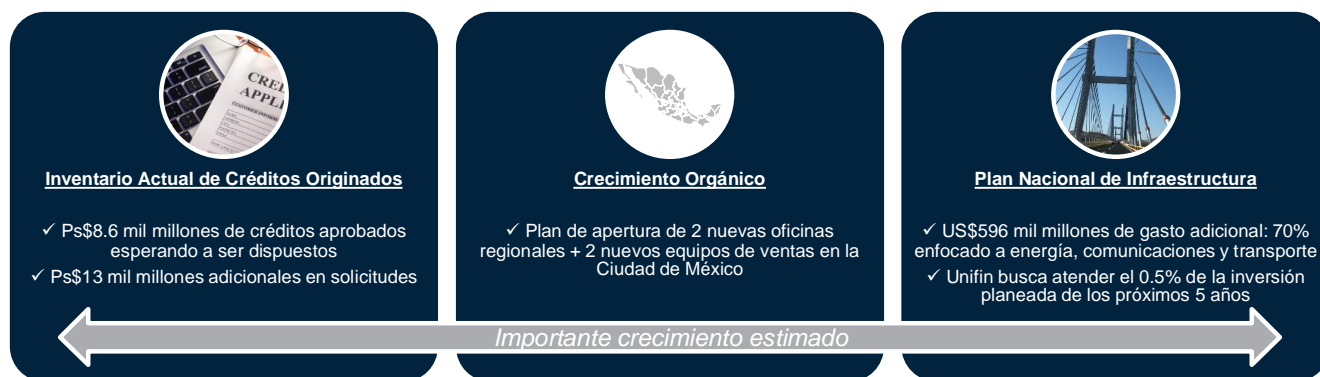 CRE
APPLI
Inventario Actual de Créditos Originados
✓ Ps$8.6 mil millones de créditos aprobados
esperando a ser dispuestos
✓ Ps$13 mil millones adicionales en solicitudes
Crecimiento Orgánico
✓ Plan de apertura de 2 nuevas oficinas
regionales + 2 nuevos equipos de ventas en la
Ciudad de México
Plan Nacional de Infraestructura
✓ US$596 mil millones de gasto adicional: 70%
enfocado a energía, comunicaciones y transporte
✓ Unifin busca atender el 0.5% de la inversión
planeada de los próximos 5 años
Importante crecimiento estimado